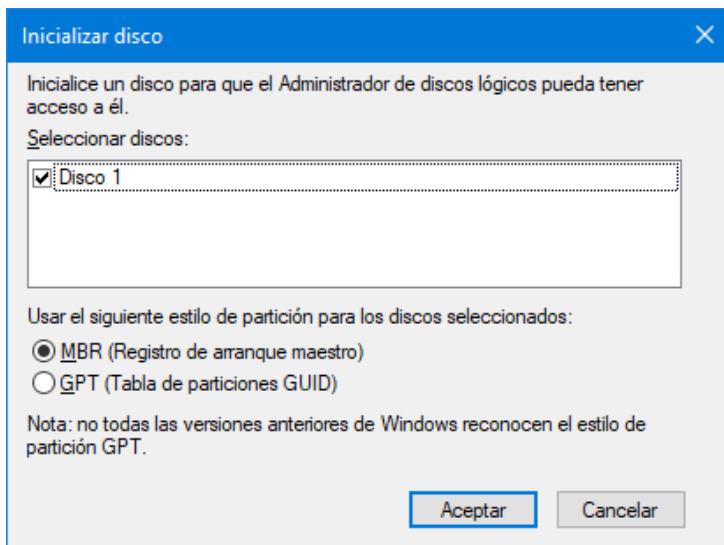 Inicializar disco
Inicialice un disco para que el Administrador de discos lógicos pueda tener
acceso a él.
Seleccionar discos:
Disco 1
Usar el siguiente estilo de partición para los discos seleccionados:
MBR (Registro de arranque maestro)
GPT (Tabla de particiones GUID)
Nota: no todas las versiones anteriores de Windows reconocen el estilo de
partición GPT.
Aceptar Cancelar